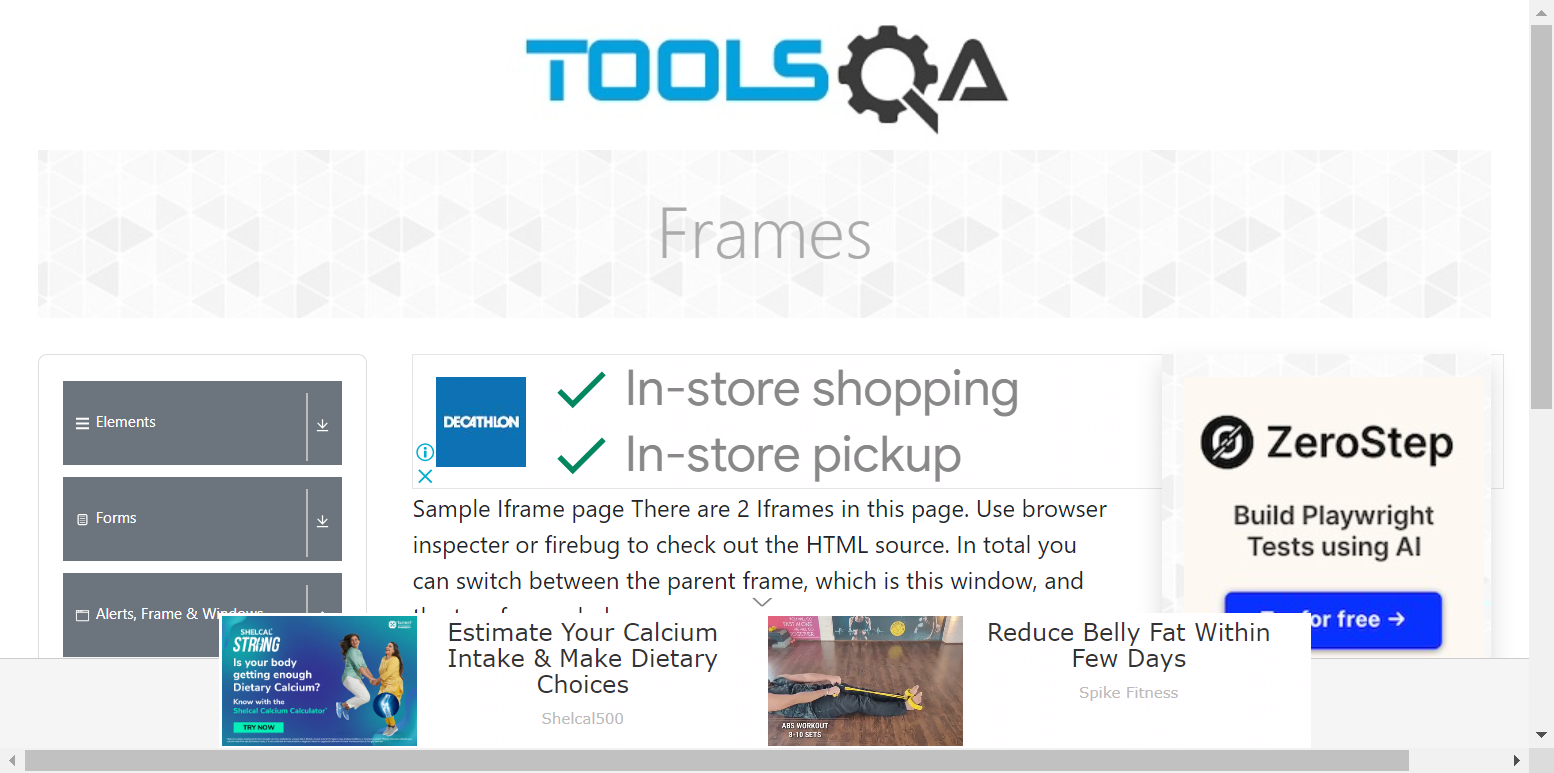 TOOLSQA
Frames
Elements
Forms
Alerts, Frame & Windows
DECATHLON
In-store shopping
In-store pickup
Sample Iframe page There are 2 Iframes in this page. Use browser
inspecter or firebug to check out the HTML source. In total you
can switch between the parent frame, which is this window, and
ZeroStep
Build Playwright
Tests using AI
for free →
SHELCAL
STRONG
Is your body
getting enough
Dietary Calcium?
Know with the
Shelcal Calcium Calculator*
TRY NOW
Estimate Your Calcium
Intake & Make Dietary
Choices
Shelcal500
ABS WORKOUT
8-10 SETS
Reduce Belly Fat Within
Few Days
Spike Fitness